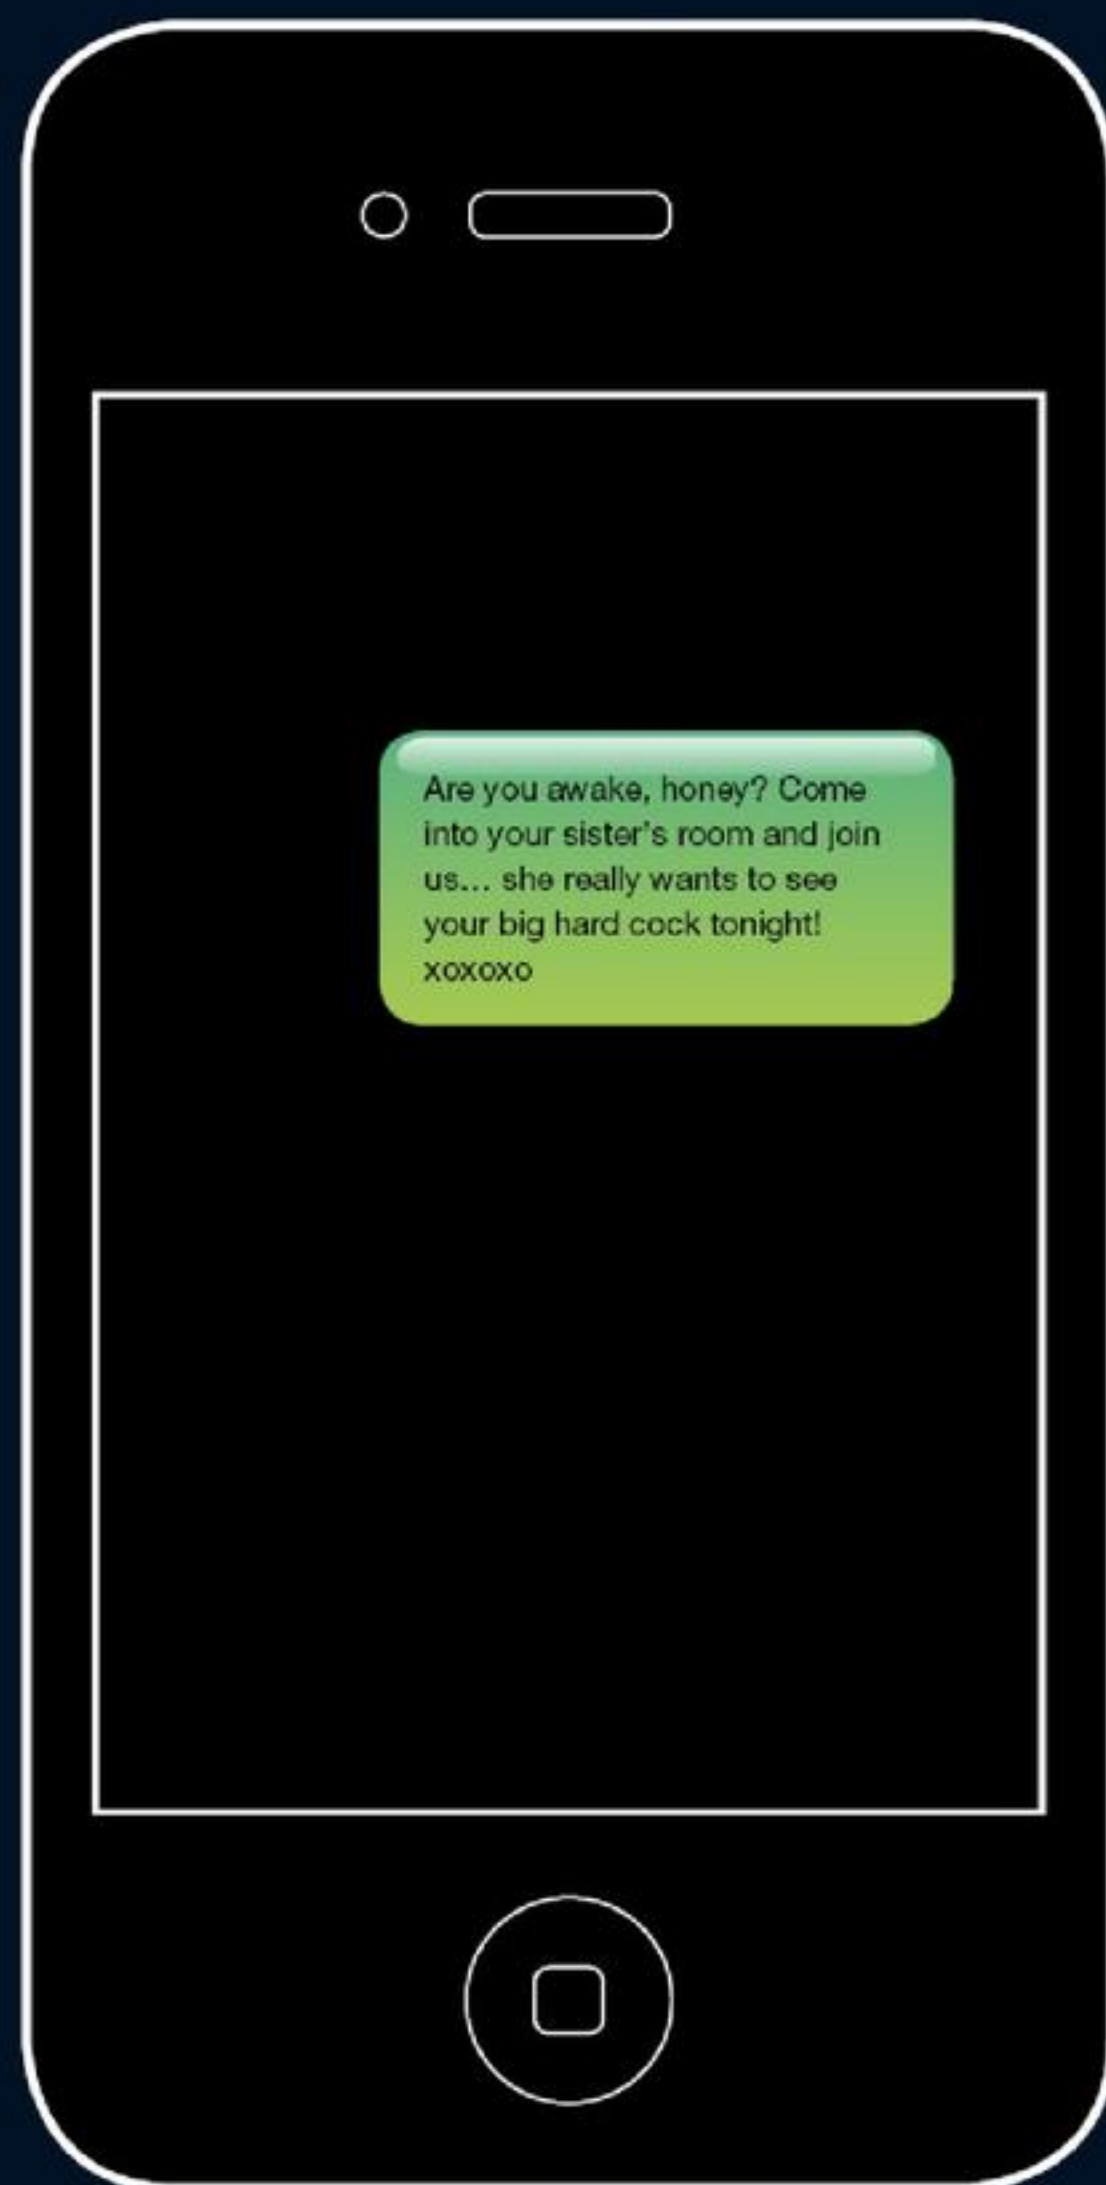 Are you awake, honey? Come
into your sister's room and join
us... she really wants to see
your big hard cock tonight!
xoxoxo